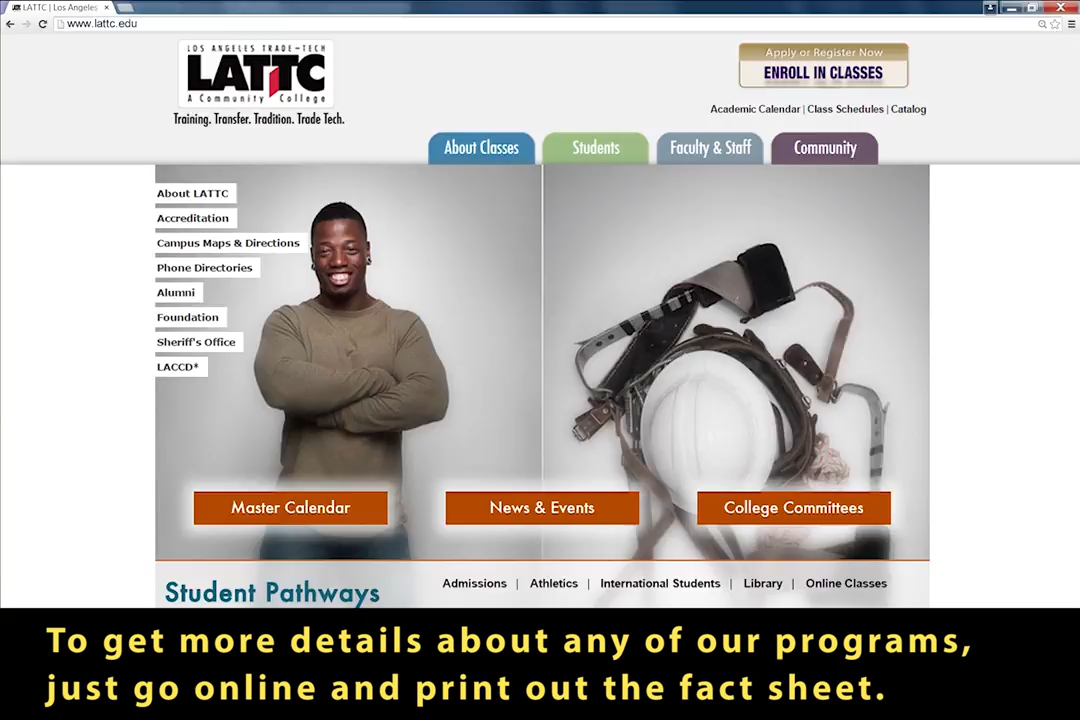 LATTC | Los Angeles
www.lattc.edu
LOS ANGELES TRADE-TECH
LATTC
A Community College
Training. Transfer. Tradition. Trade Tech.
Apply or Register Now
ENROLL IN CLASSES
Academic Calendar | Class Schedules | Catalog
About Classes
Students
Faculty & Staff
Community
About LATTC
Accreditation
Campus Maps & Directions
Phone Directories
Alumni
Foundation
Sheriff's Office
LACCD*
Master Calendar
News & Events
College Committees
Student Pathways
Admissions | Athletics | International Students | Library | Online Classes
To get more details about any of our programs,
just go online and print out the fact sheet.